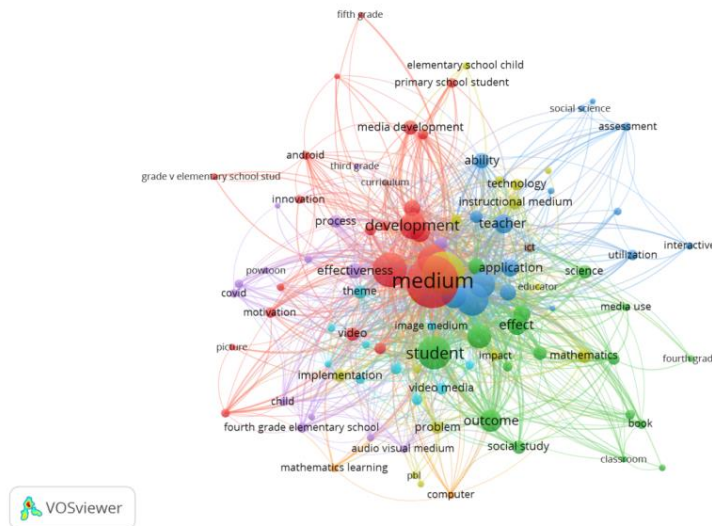 fifth grade
elementary school child
primary school student
social science
media development
assessment
android
ability
third grade
grade v elementary school stud
curriculum
technology
innovation
instructional medium
process
development
teacher
ict
interactive
utilization
powtoon
effectiveness
application
science
covid
theme
medium
educator
motivation
media use
image medium
effect
video
picture
student
impact
mathematics
fourth grad
implementation
video media
child
outcome
book
fourth grade elementary school
problem
audio visual medium
social study
classroom
mathematics learning
pbl
computer
VOSviewer